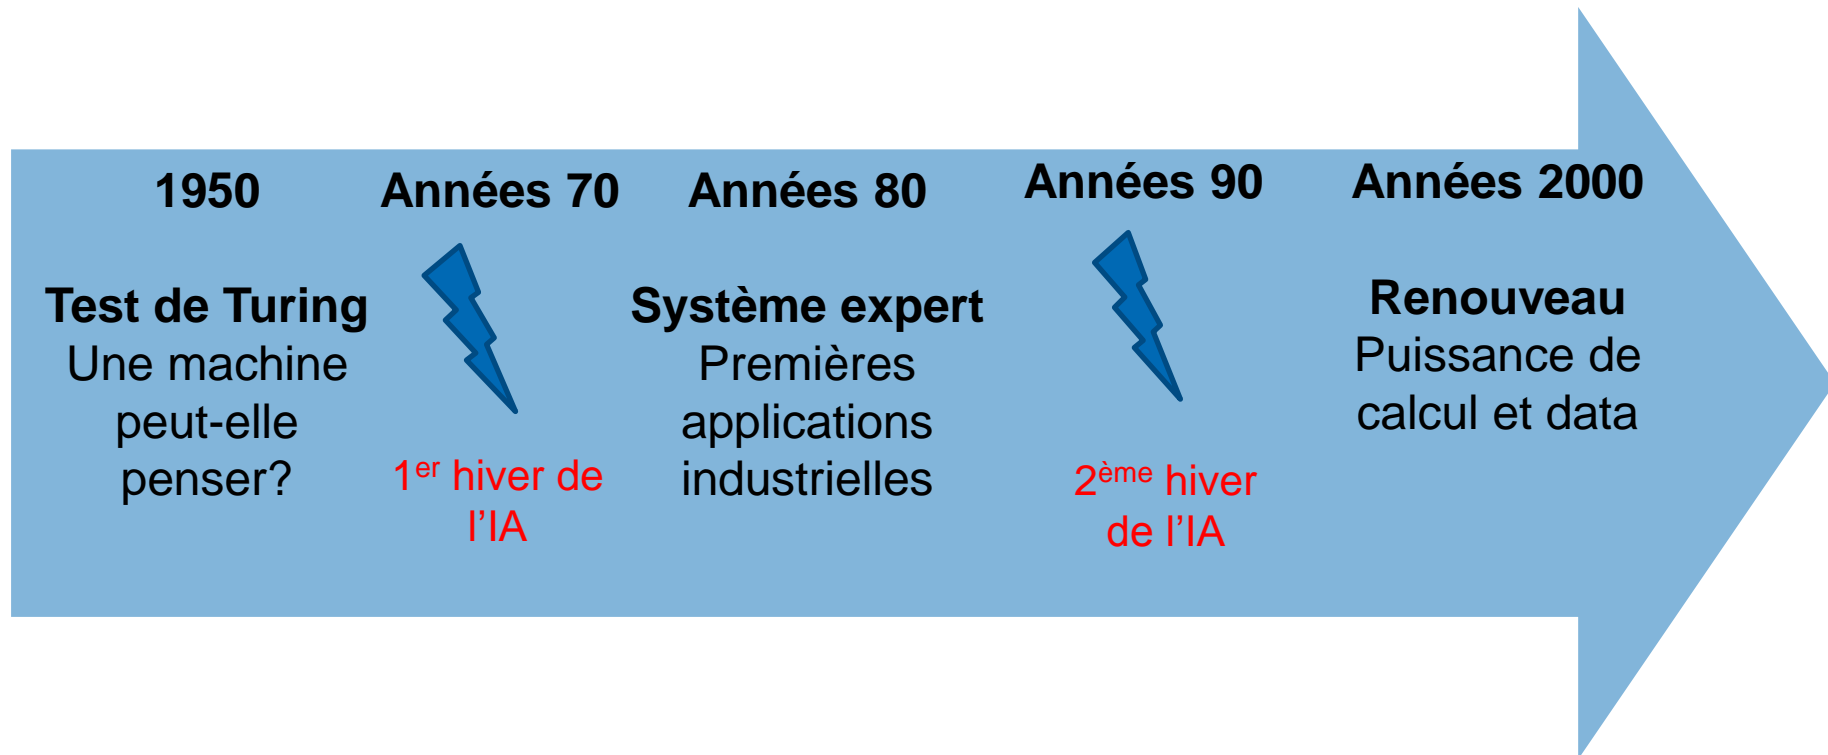 1950
Test de Turing
Une machine
peut-elle
penser?
Années 70
1er hiver de
l’IA
Années 80
Système expert
Premières
applications
industrielles
Années 90
2ème hiver
de l’IA
Années 2000
Renouveau
Puissance de
calcul et data